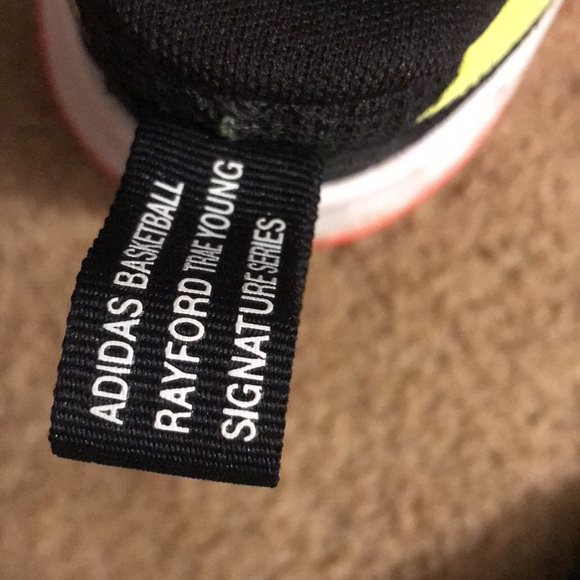 ADIDAS BASKETBALL
RAYFORD TRAE YOUNG
SIGNATURE SERIES